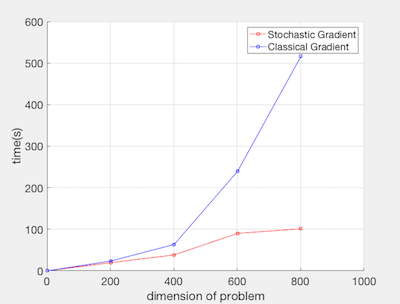 Stochastic Gradient
Classical Gradient
time(s)
600
500
400
300
200
100
0
0 200 400 600 800 1000
dimension of problem